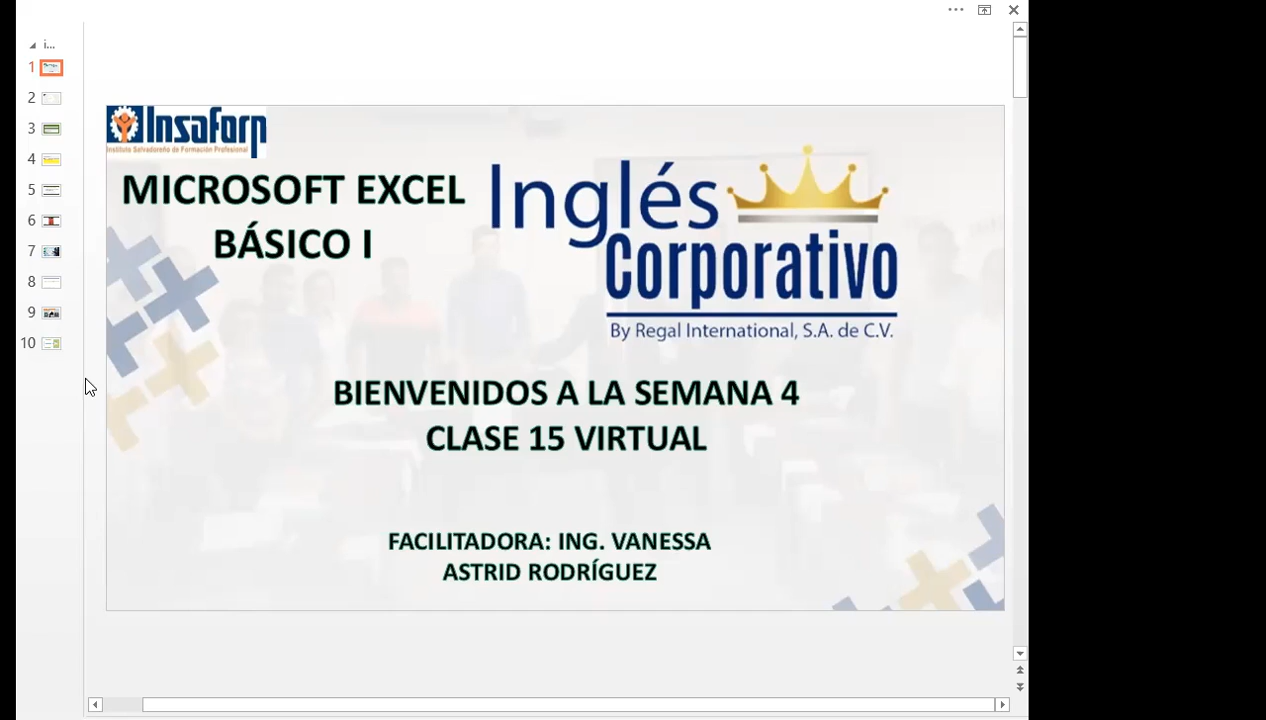 i...
1
2
3
4
5
6
7
8
9
10
Insaforp
Instituto Salvadoreño de Formación Profesional
MICROSOFT EXCEL
BÁSICO I
Inglés
Corporativo
By Regal International, S.A. de C.V.
BIENVENIDOS A LA SEMANA 4
CLASE 15 VIRTUAL
FACILITADORA: ING. VANESSA
ASTRID RODRÍGUEZ